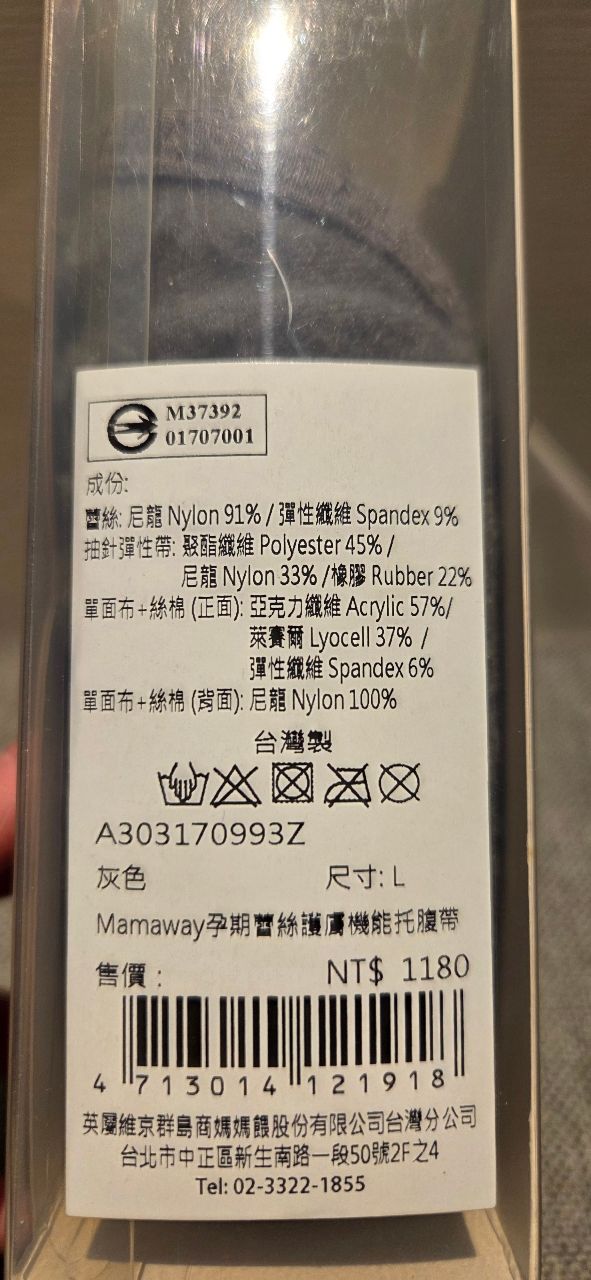 M37392
01707001
成份:
蕾絲: 尼龍 Nylon 91% / 彈性纖維 Spandex 9%
抽針彈性帶: 聚酯纖維 Polyester 45% /
尼龍 Nylon 33% /橡膠 Rubber 22%
單面布+絲棉 (正面): 亞克力纖維 Acrylic 57%/
萊賽爾 Lyocell 37% /
彈性纖維 Spandex 6%
單面布+絲棉 (背面): 尼龍 Nylon 100%
台灣製
A303170993Z
灰色 尺寸: L
Mamaway孕期蕾絲護膚機能托腹帶
售價: NT$ 1180
4 713014 121918
英屬維京群島商媽媽餵股份有限公司台灣分公司
台北市中正區新生南路一段50號2F之4
Tel: 02-3322-1855